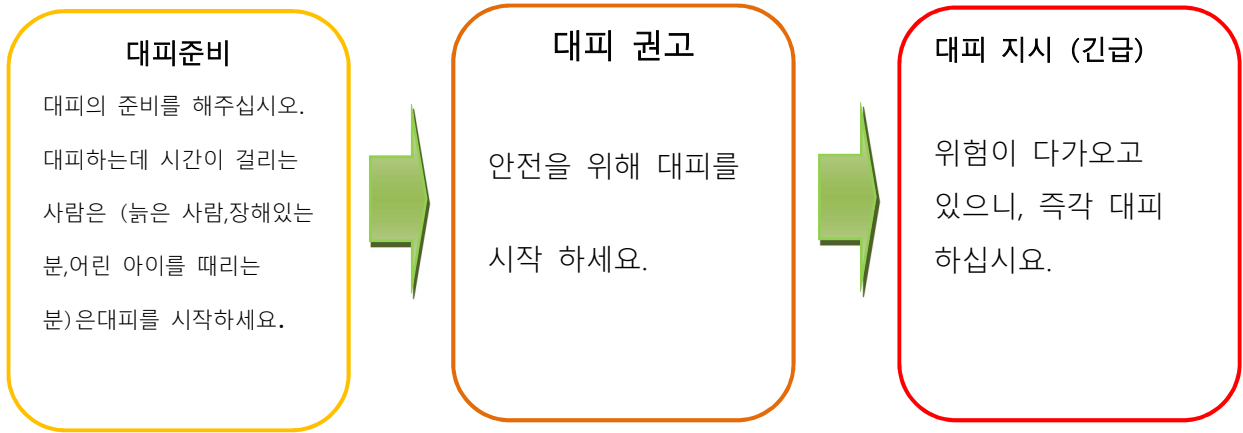 대피준비
대피의 준비를 해주십시오.
대피하는데 시간이 걸리는
사람은 (늙은 사람,장해있는
분,어린 아이를 때리는
분)은대피를 시작하세요.
대피 권고
안전을 위해 대피를
시작 하세요.
대피 지시 (긴급)
위험이 다가오고
있으니, 즉각 대피
하십시요.